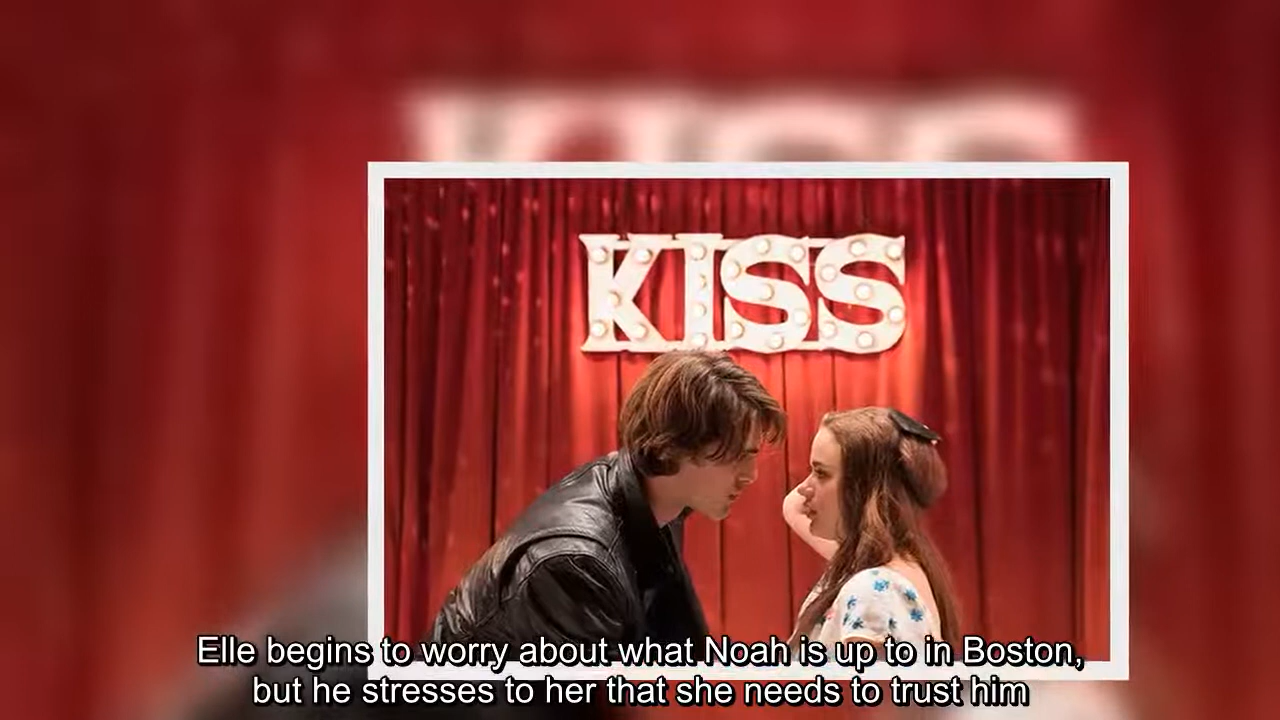 KISS
Elle begins to worry about what Noah is up to in Boston,
but he stresses to her that she needs to trust him